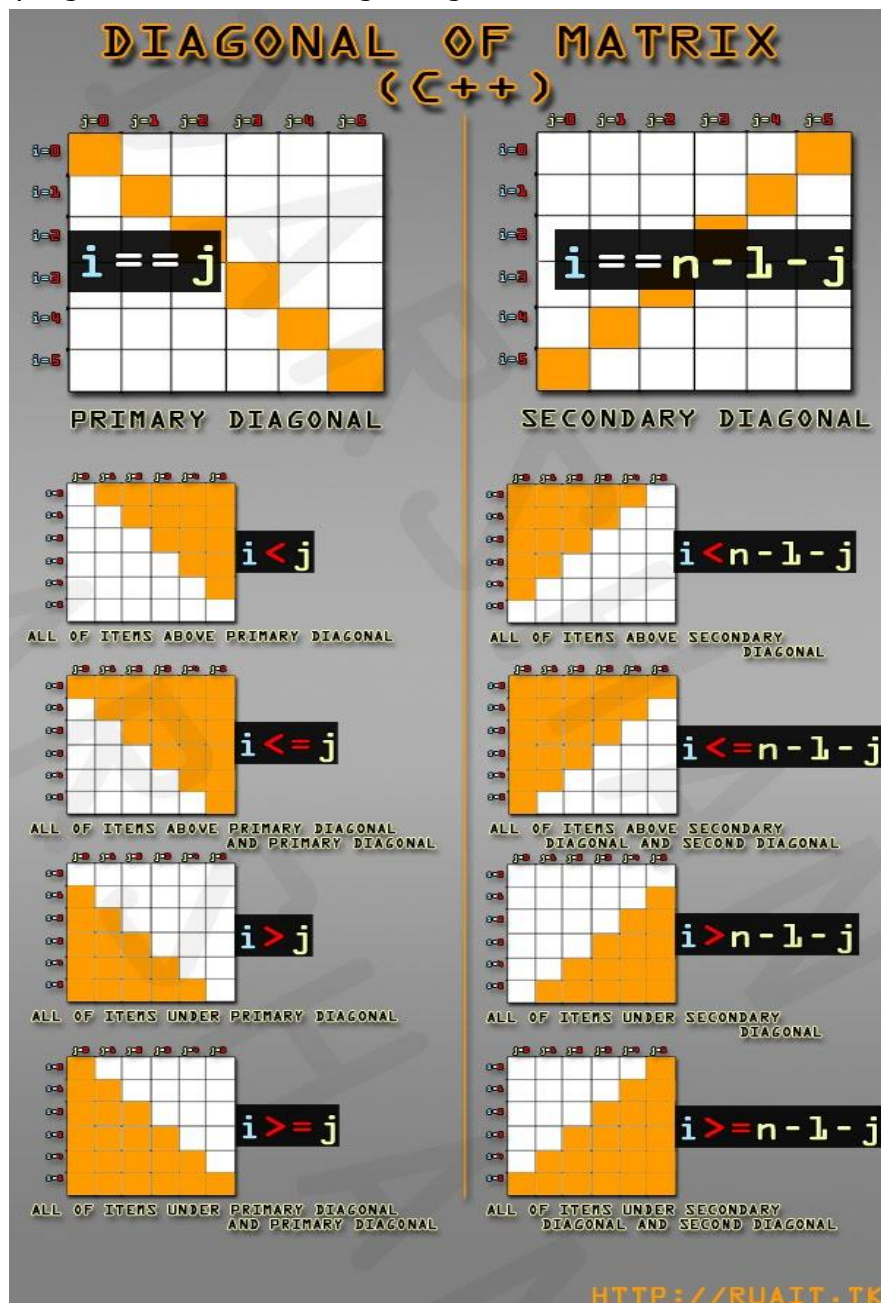 DIAGONAL OF MATRIX
(C++)
j=0 j=1 j=2 j=3 j=4 j=5
i=0
i=1
i=2
i=3
i=4
i=5
i==j
PRIMARY DIAGONAL
j=0 j=1 j=2 j=3 j=4 j=5
i=0
i=1
i=2
i=3
i=4
i=5
i==n-1-j
SECONDARY DIAGONAL
i<j
ALL OF ITEMS ABOVE PRIMARY DIAGONAL
i<=j
ALL OF ITEMS ABOVE PRIMARY DIAGONAL
AND PRIMARY DIAGONAL
i>j
ALL OF ITEMS UNDER PRIMARY DIAGONAL
i>=j
ALL OF ITEMS UNDER PRIMARY DIAGONAL
AND PRIMARY DIAGONAL
i<n-1-j
ALL OF ITEMS ABOVE SECONDARY
DIAGONAL
i<=n-1-j
ALL OF ITEMS ABOVE SECONDARY
DIAGONAL AND SECOND DIAGONAL
i>n-1-j
ALL OF ITEMS UNDER SECONDARY
DIAGONAL
i>=n-1-j
ALL OF ITEMS UNDER SECONDARY
DIAGONAL AND SECOND DIAGONAL
HTTP://RUAIT.TK